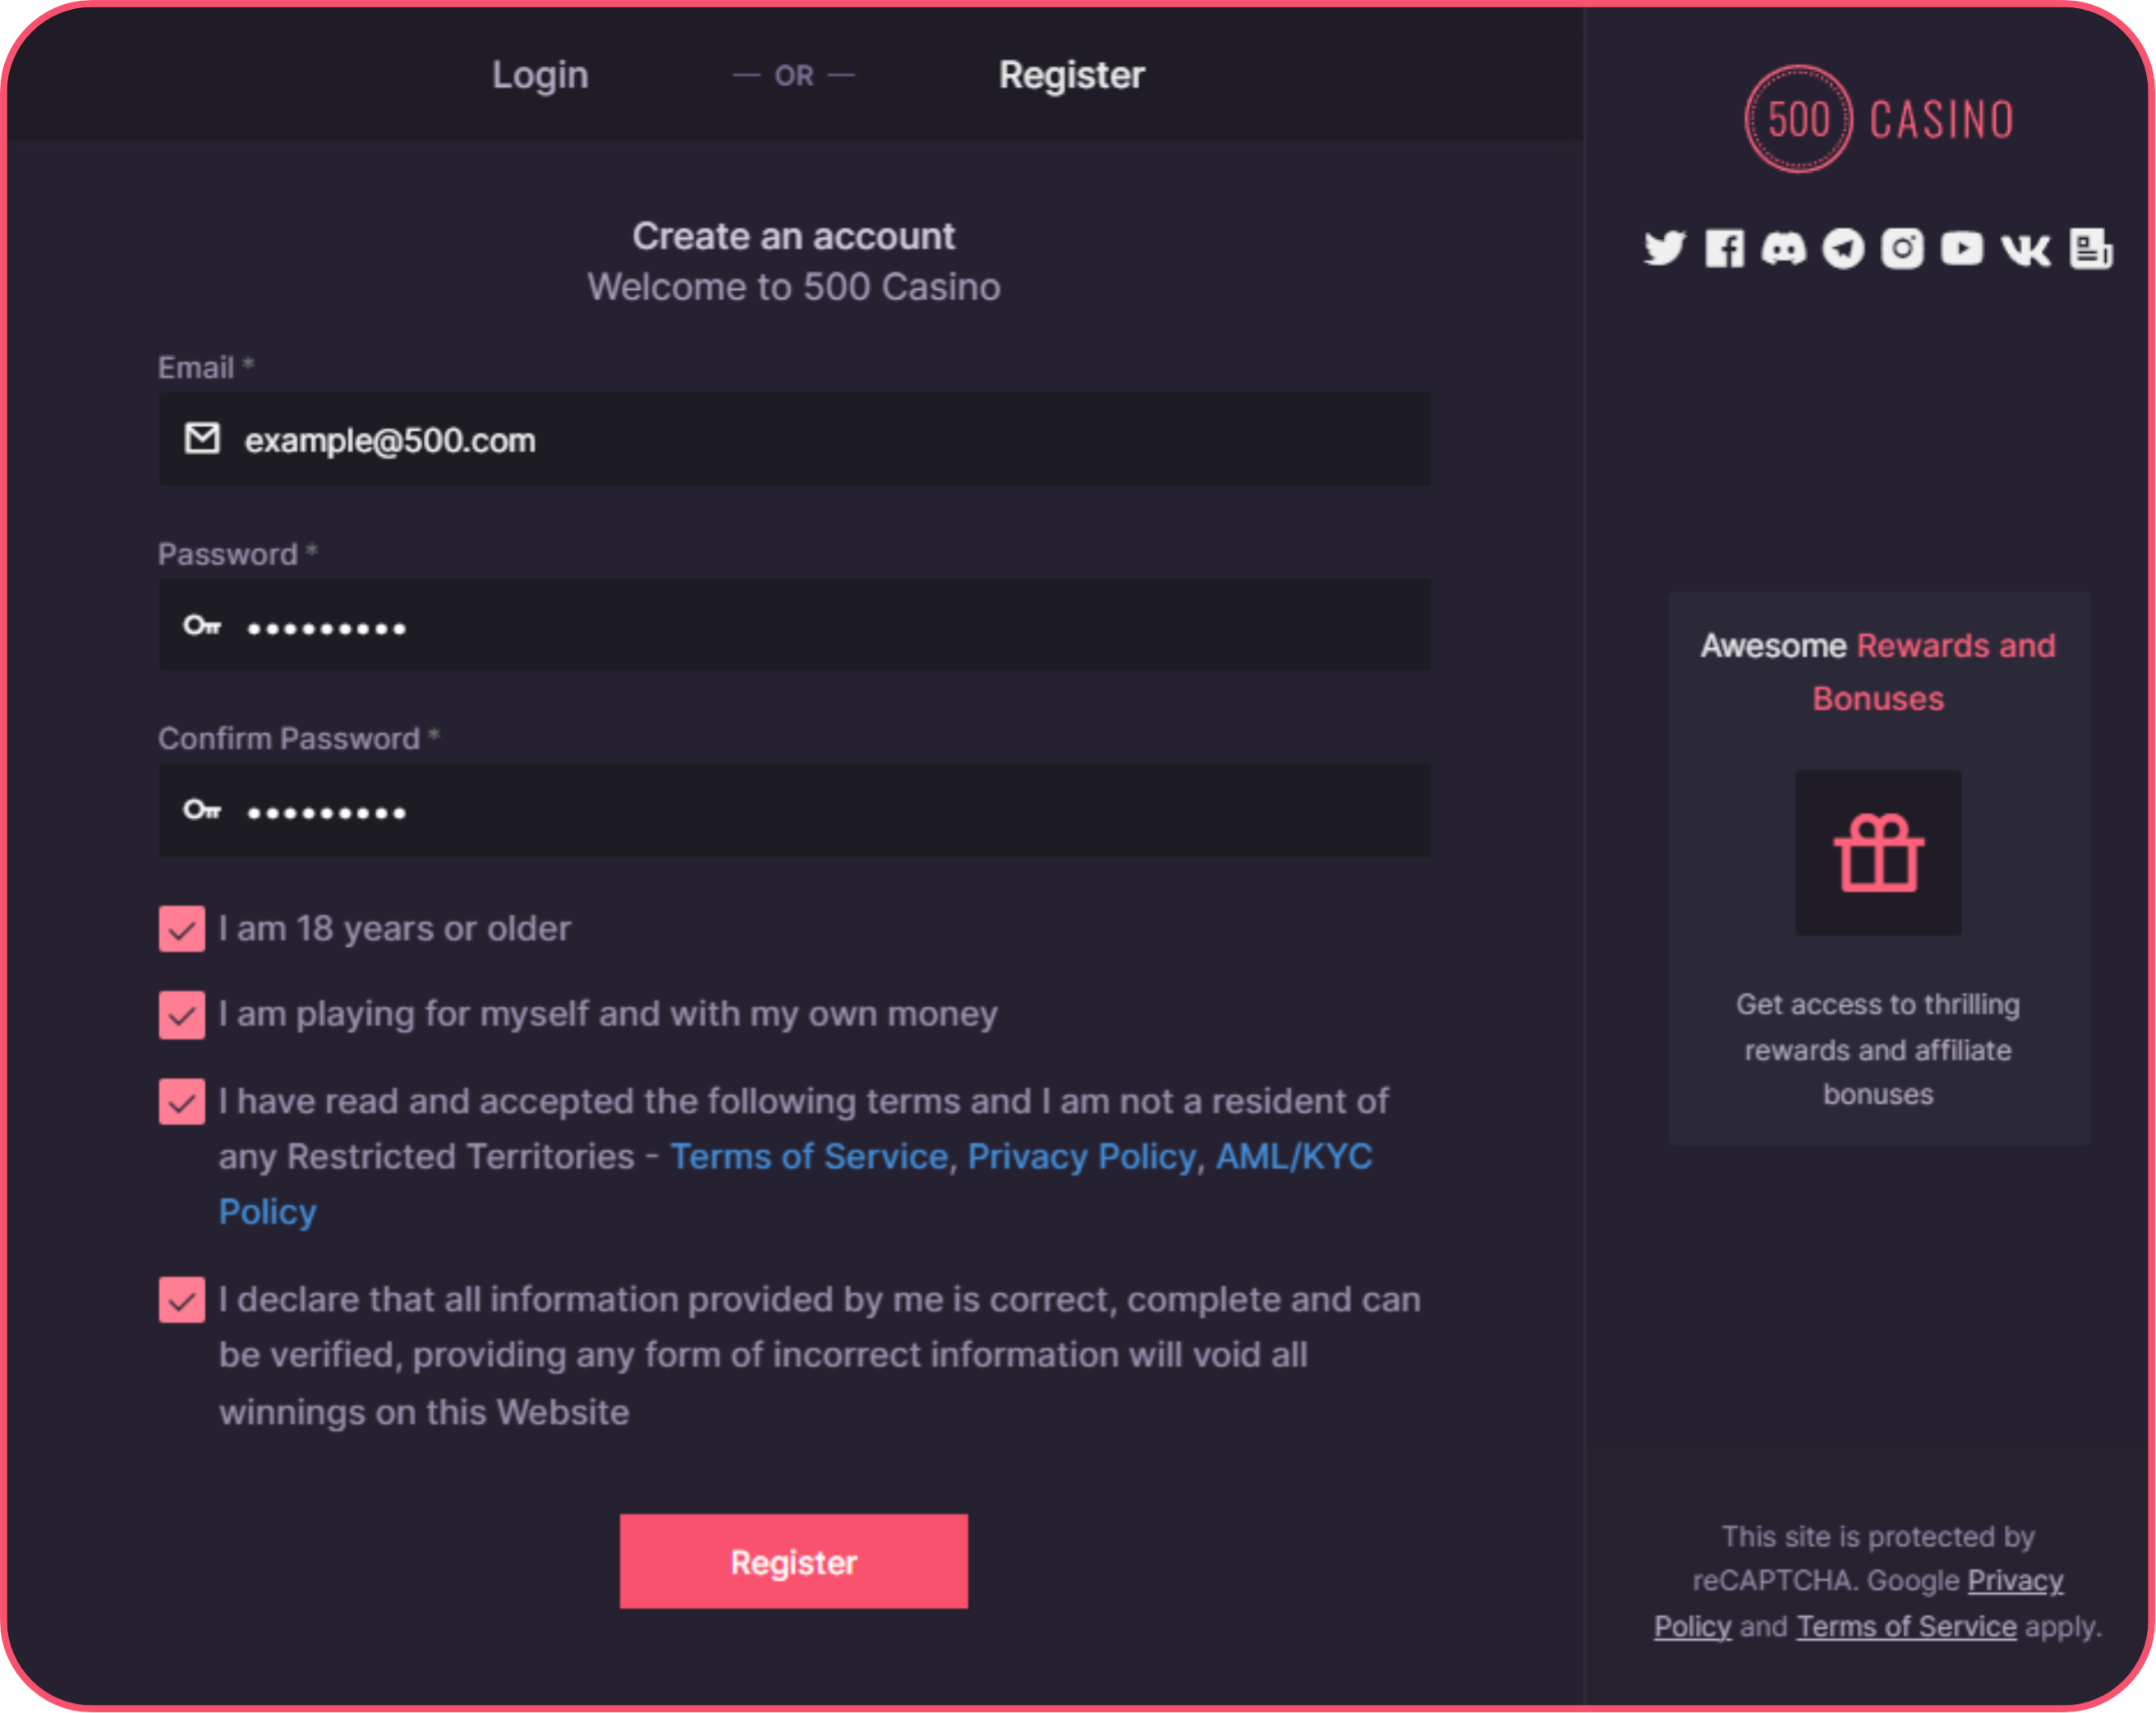 Login — OR — Register
Create an account
Welcome to 500 Casino
Email *
example@500.com
Password *
•••••••••
Confirm Password *
•••••••••
I am 18 years or older
I am playing for myself and with my own money
I have read and accepted the following terms and I am not a resident of
any Restricted Territories - Terms of Service, Privacy Policy, AML/KYC
Policy
I declare that all information provided by me is correct, complete and can
be verified, providing any form of incorrect information will void all
winnings on this Website
Register
500 CASINO
Awesome Rewards and
Bonuses
Get access to thrilling
rewards and affiliate
bonuses
This site is protected by
reCAPTCHA. Google Privacy
Policy and Terms of Service apply.